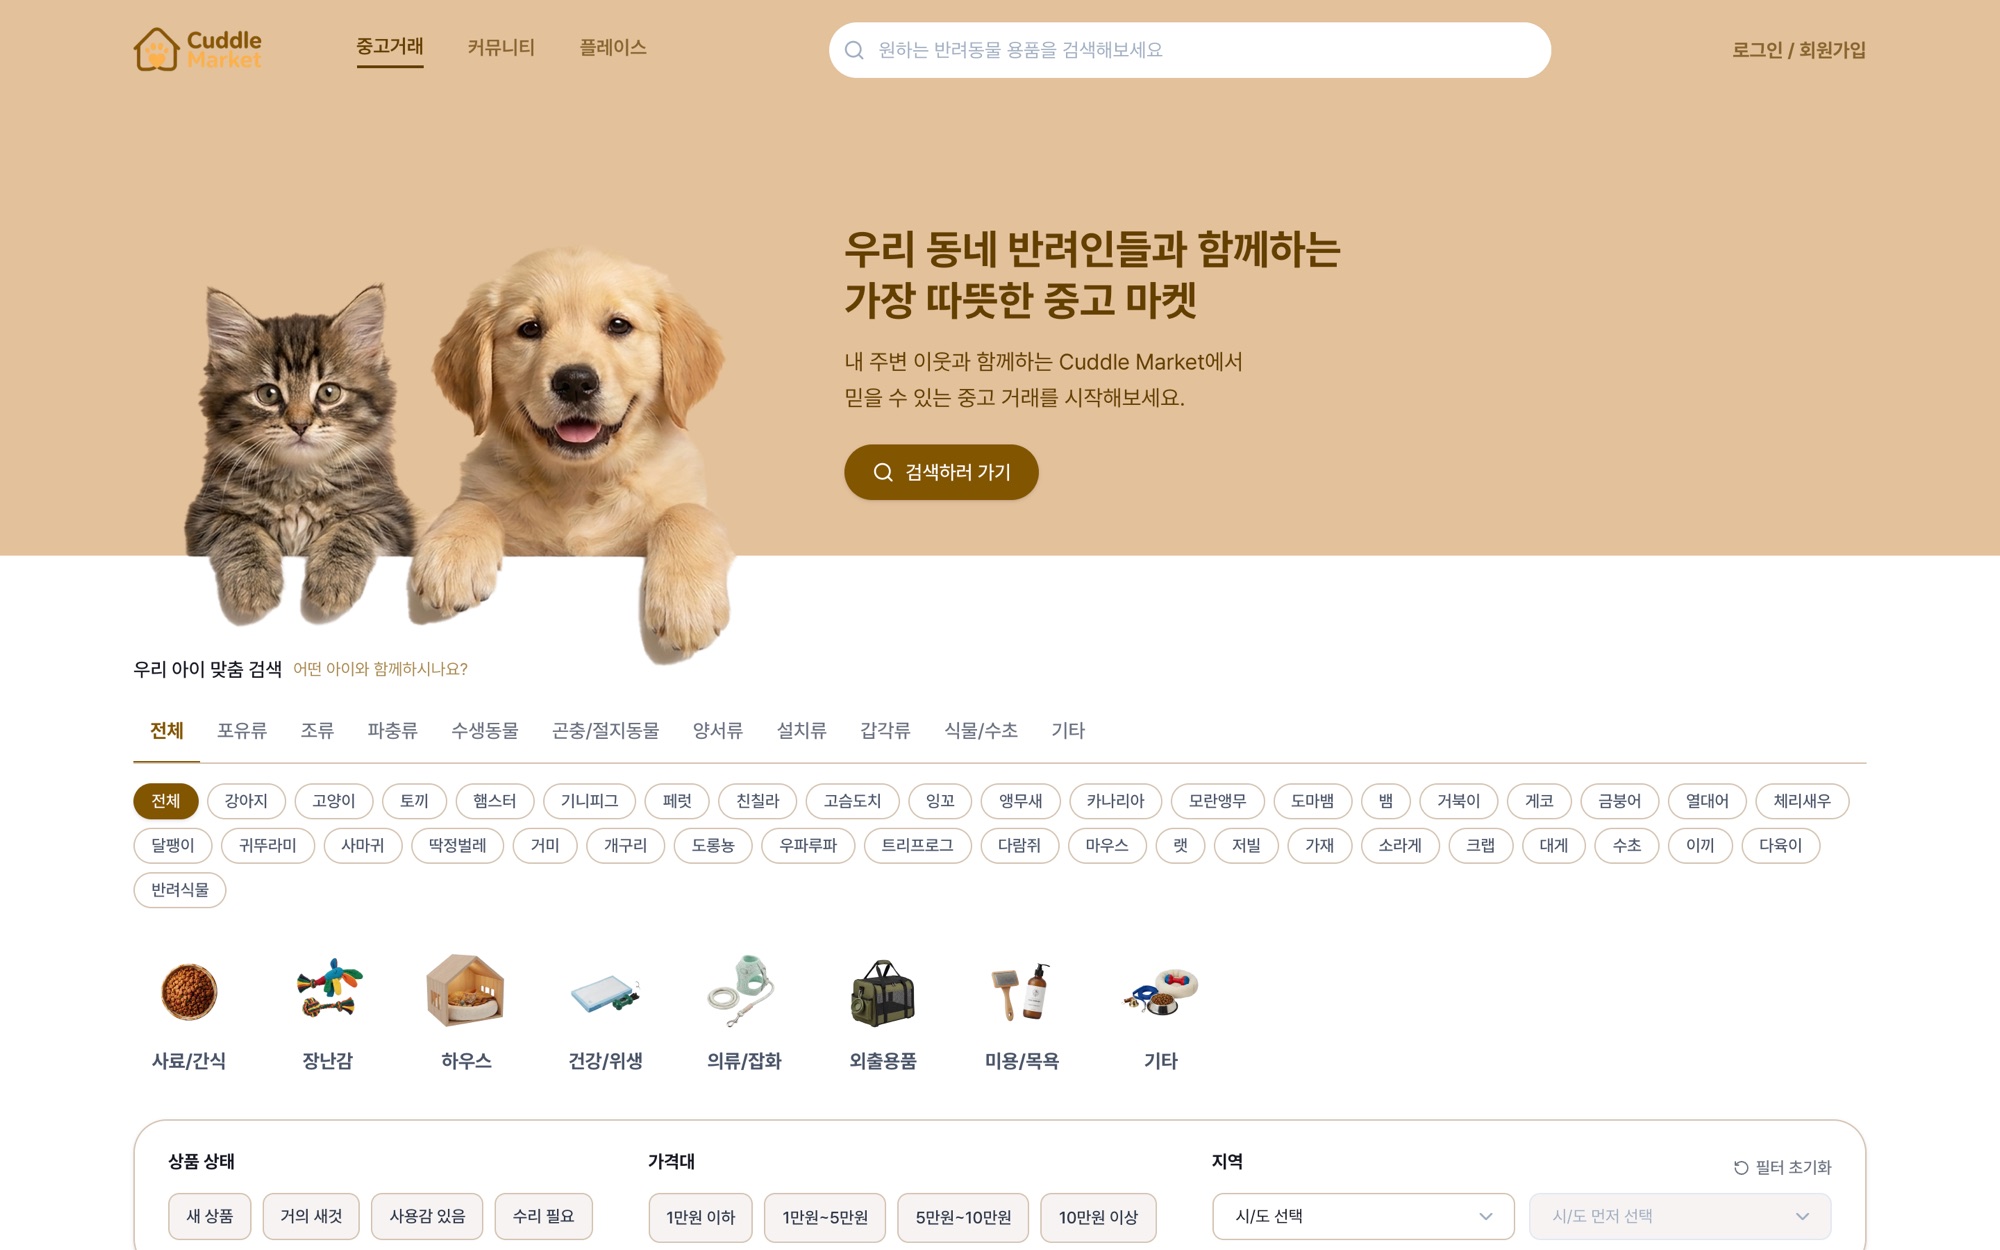 Cuddle
Market
중고거래
커뮤니티
플레이스
원하는 반려동물 용품을 검색해보세요
로그인 / 회원가입
우리 동네 반려인들과 함께하는
가장 따뜻한 중고 마켓
내 주변 이웃과 함께하는 Cuddle Market에서
믿을 수 있는 중고 거래를 시작해보세요.
검색하러 가기
우리 아이 맞춤 검색 어떤 아이와 함께하시나요?
전체 포유류 조류 파충류 수생동물 곤충/절지동물 양서류 설치류 갑각류 식물/수초 기타
전체 강아지 고양이 토끼 햄스터 기니피그 페럿 친칠라 고슴도치 잉꼬 앵무새 카나리아 모란앵무 도마뱀 뱀 거북이 게코 금붕어 열대어 체리새우
달팽이 귀뚜라미 사마귀 딱정벌레 거미 개구리 도롱뇽 우파루파 트리프로그 다람쥐 마우스 랫 저빌 가재 소라게 크랩 대게 수초 이끼 다육이
반려식물
사료/간식 장난감 하우스 건강/위생 의류/잡화 외출용품 미용/목욕 기타
상품 상태
새 상품 거의 새것 사용감 있음 수리 필요
가격대
1만원 이하 1만원~5만원 5만원~10만원 10만원 이상
지역
필터 초기화
시/도 선택
시/도 먼저 선택